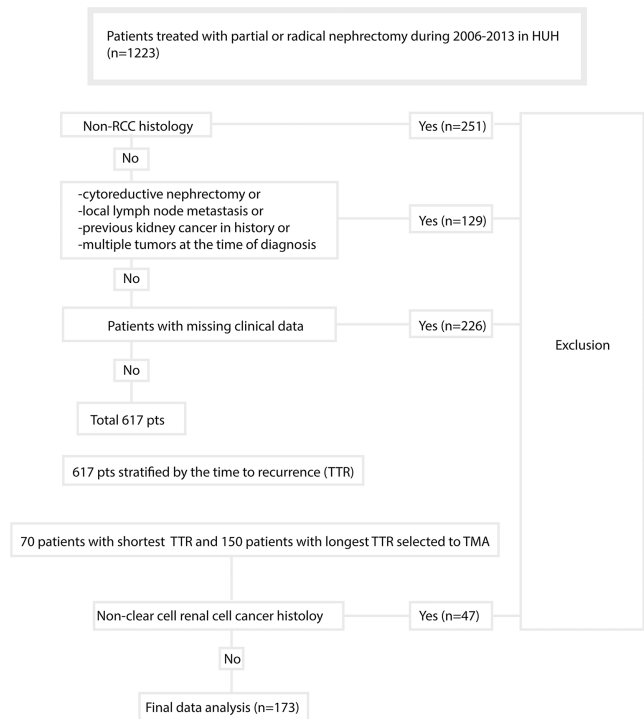 Patients treated with partial or radical nephrectomy during 2006-2013 in HUH
(n=1223)
Non-RCC histology
Yes (n=251)
No
-cytoreductive nephrectomy or
-local lymph node metastasis or
-previous kidney cancer in history or
-multiple tumors at the time of diagnosis
Yes (n=129)
No
Patients with missing clinical data
Yes (n=226)
Exclusion
No
Total 617 pts
617 pts stratified by the time to recurrence (TTR)
70 patients with shortest TTR and 150 patients with longest TTR selected to TMA
Non-clear cell renal cell cancer histoloy
Yes (n=47)
No
Final data analysis (n=173)